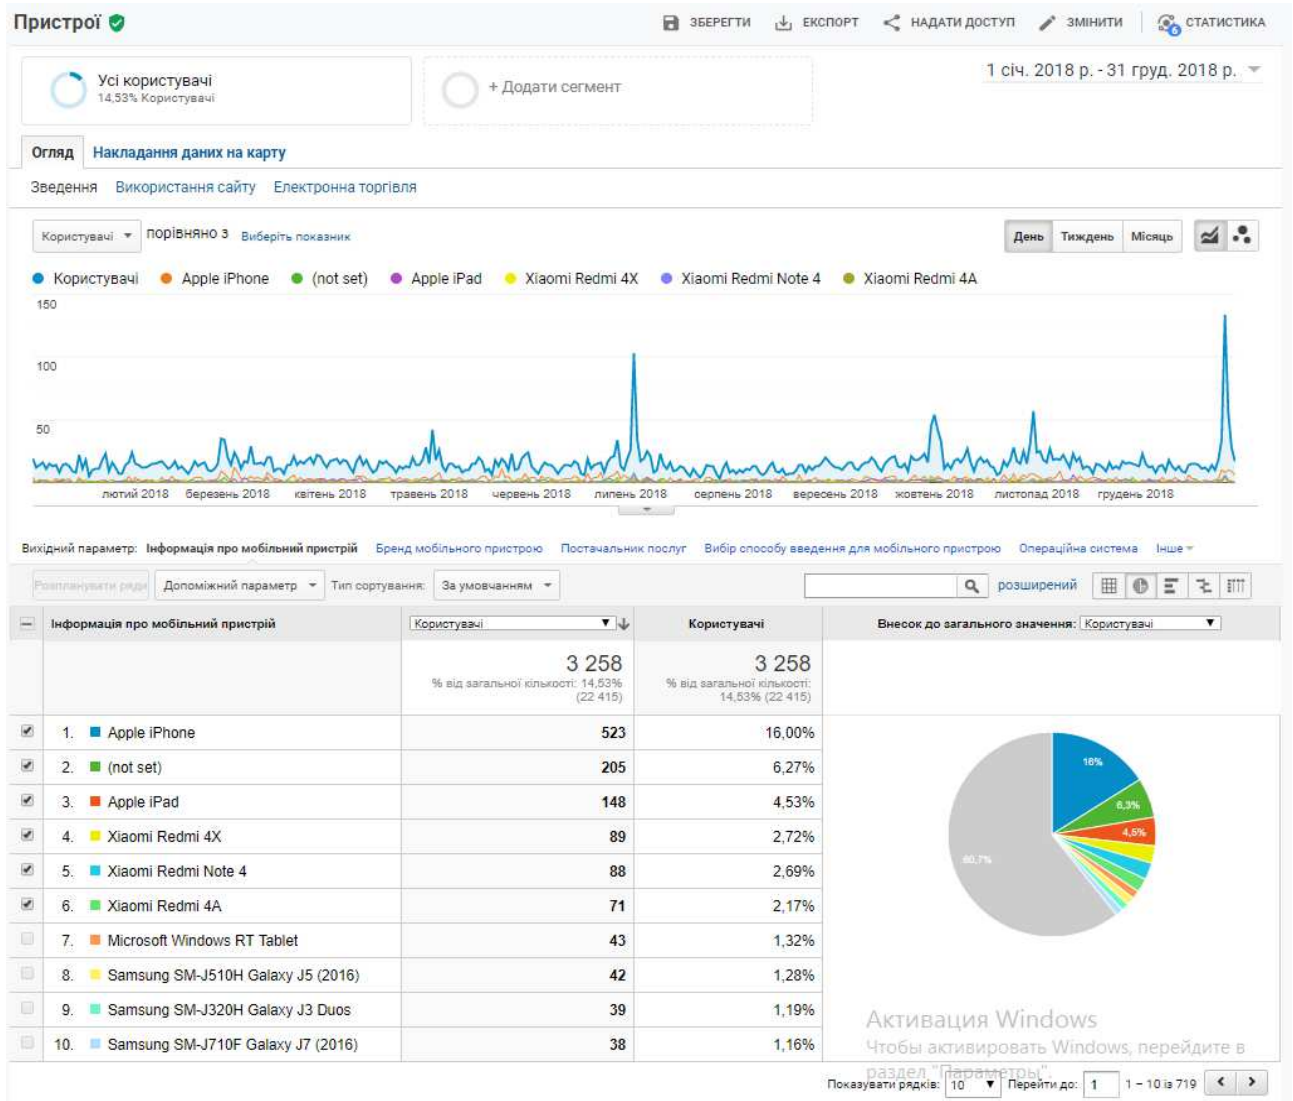 Пристрої
ЗБЕРЕГТИ ЕКСПОРТ НАДАТИ ДОСТУП ЗМІНИТИ 6 СТАТИСТИКА
Усі користувачі
14,53% Користувачі
+ Додати сегмент
1 січ. 2018 р. - 31 груд. 2018 р.
Огляд Накладання даних на карту
Зведення Використання сайту Електронна торгівля
Користувачі порівняно з Виберіть показник
День Тиждень Місяць
Користувачі Apple iPhone (not set) Apple iPad Xiaomi Redmi 4X Xiaomi Redmi Note 4 Xiaomi Redmi 4A
150
100
50
лютий 2018 березень 2018 квітень 2018 травень 2018 червень 2018 липень 2018 серпень 2018 вересень 2018 жовтень 2018 листопад 2018 грудень 2018
Вихідний параметр: Інформація про мобільний пристрій Бренд мобільного пристрою Постачальник послуг Вибір способу введення для мобільного пристрою Операційна система Інше
Розпланувати ряди Допоміжний параметр Тип сортування: За умовчанням розширений
Інформація про мобільний пристрій Користувачі Користувачі Внесок до загального значення: Користувачі
3 258 3 258
% від загальної кількості: 14,53% (22 415) % від загальної кількості: 14,53% (22 415)
1. Apple iPhone 523 16,00%
2. (not set) 205 6,27%
3. Apple iPad 148 4,53%
4. Xiaomi Redmi 4X 89 2,72%
5. Xiaomi Redmi Note 4 88 2,69%
6. Xiaomi Redmi 4A 71 2,17%
7. Microsoft Windows RT Tablet 43 1,32%
8. Samsung SM-J510H Galaxy J5 (2016) 42 1,28%
9. Samsung SM-J320H Galaxy J3 Duos 39 1,19%
10. Samsung SM-J710F Galaxy J7 (2016) 38 1,16%
16%
6,3%
4,5%
60,7%
Активация Windows
Чтобы активировать Windows, перейдите в
раздел "Параметры".
Показувати рядків: 10 Перейти до: 1 1 – 10 із 719